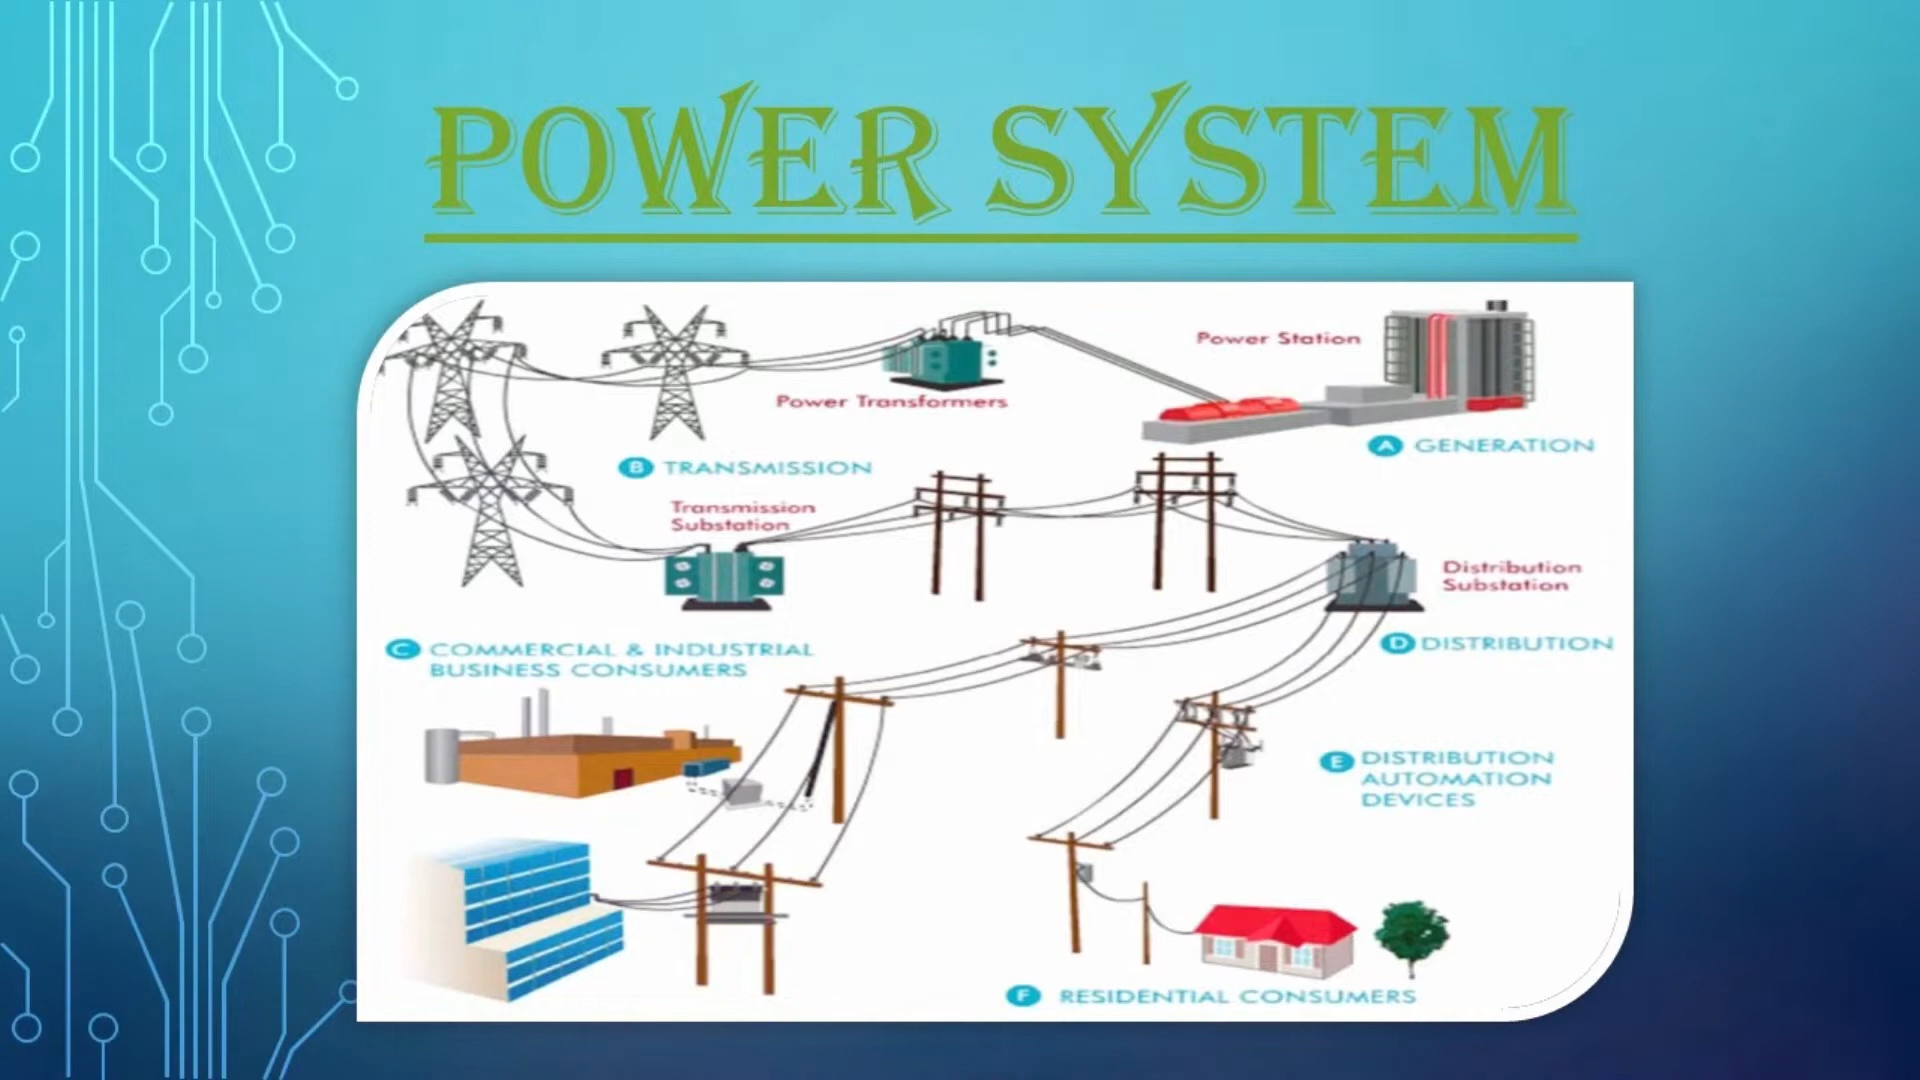 POWER SYSTEM
Power Station
Power Transformers
A GENERATION
B TRANSMISSION
Transmission
Substation
Distribution
Substation
C COMMERCIAL & INDUSTRIAL
BUSINESS CONSUMERS
D DISTRIBUTION
E DISTRIBUTION
AUTOMATION
DEVICES
F RESIDENTIAL CONSUMERS